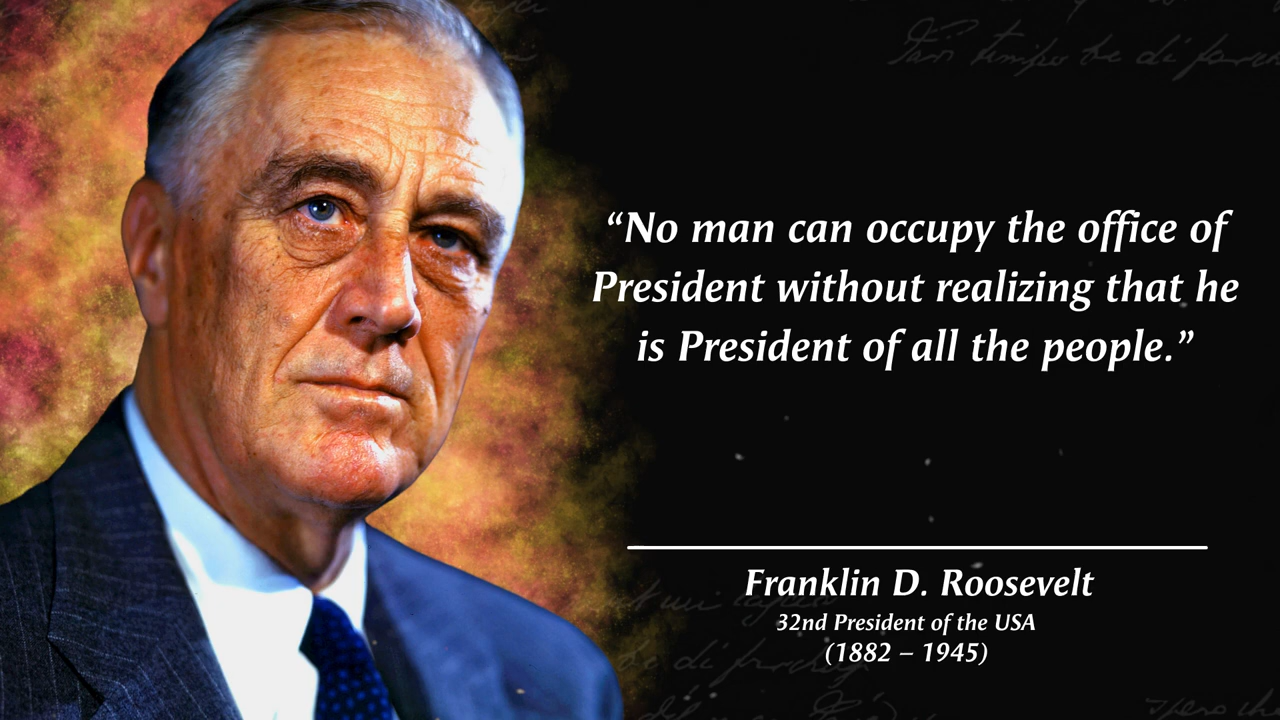 “No man can occupy the office of
President without realizing that he
is President of all the people.”
Franklin D. Roosevelt
32nd President of the USA
(1882 – 1945)